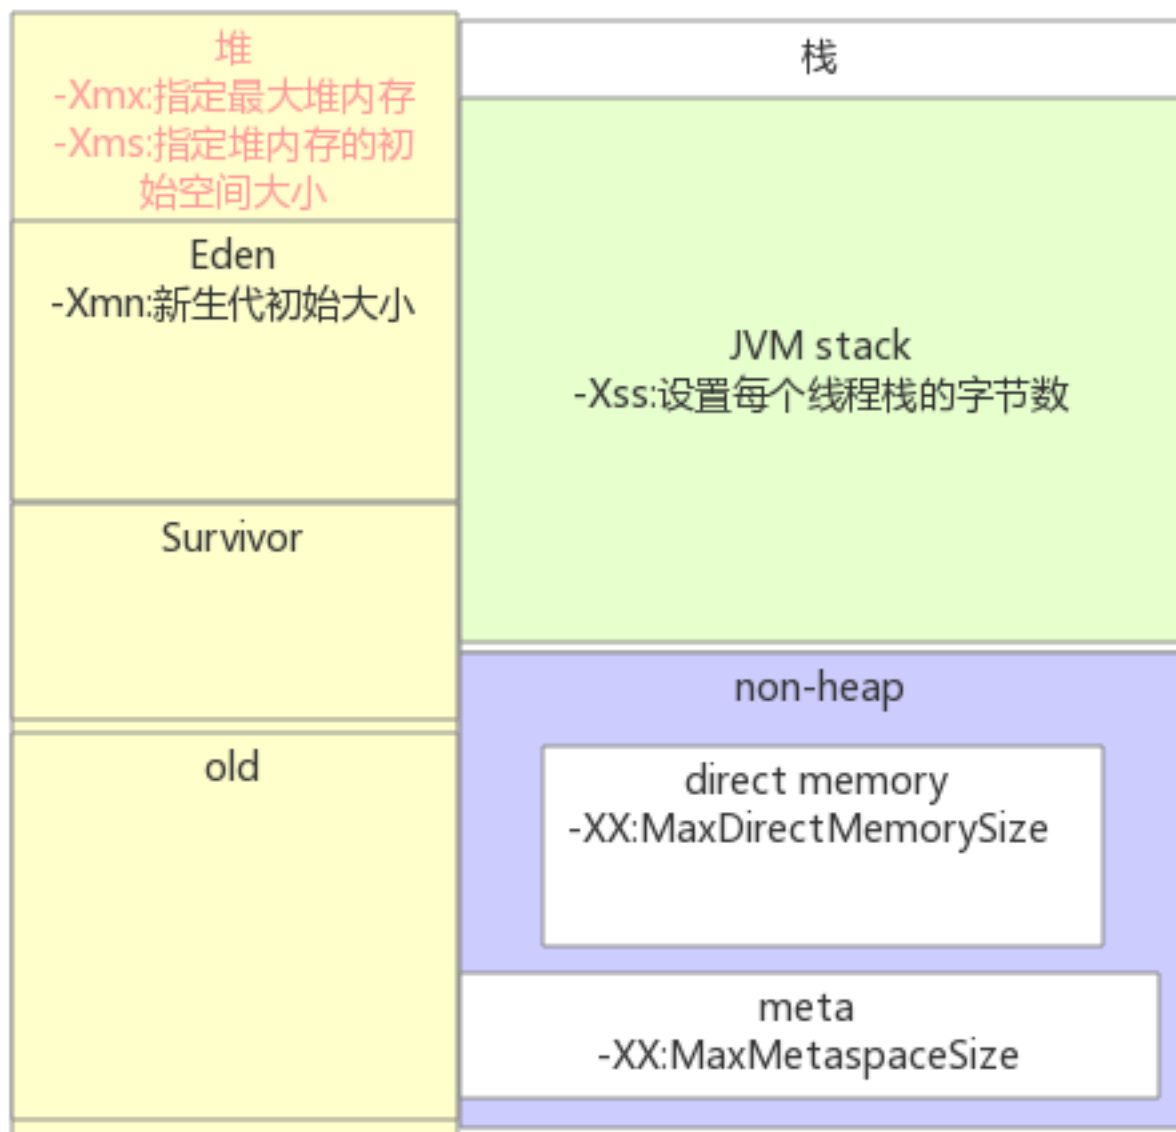 堆
-Xmx:指定最大堆内存
-Xms:指定堆内存的初
始空间大小
Eden
-Xmn:新生代初始大小
Survivor
old
栈
JVM stack
-Xss:设置每个线程栈的字节数
non-heap
direct memory
-XX:MaxDirectMemorySize
meta
-XX:MaxMetaspaceSize